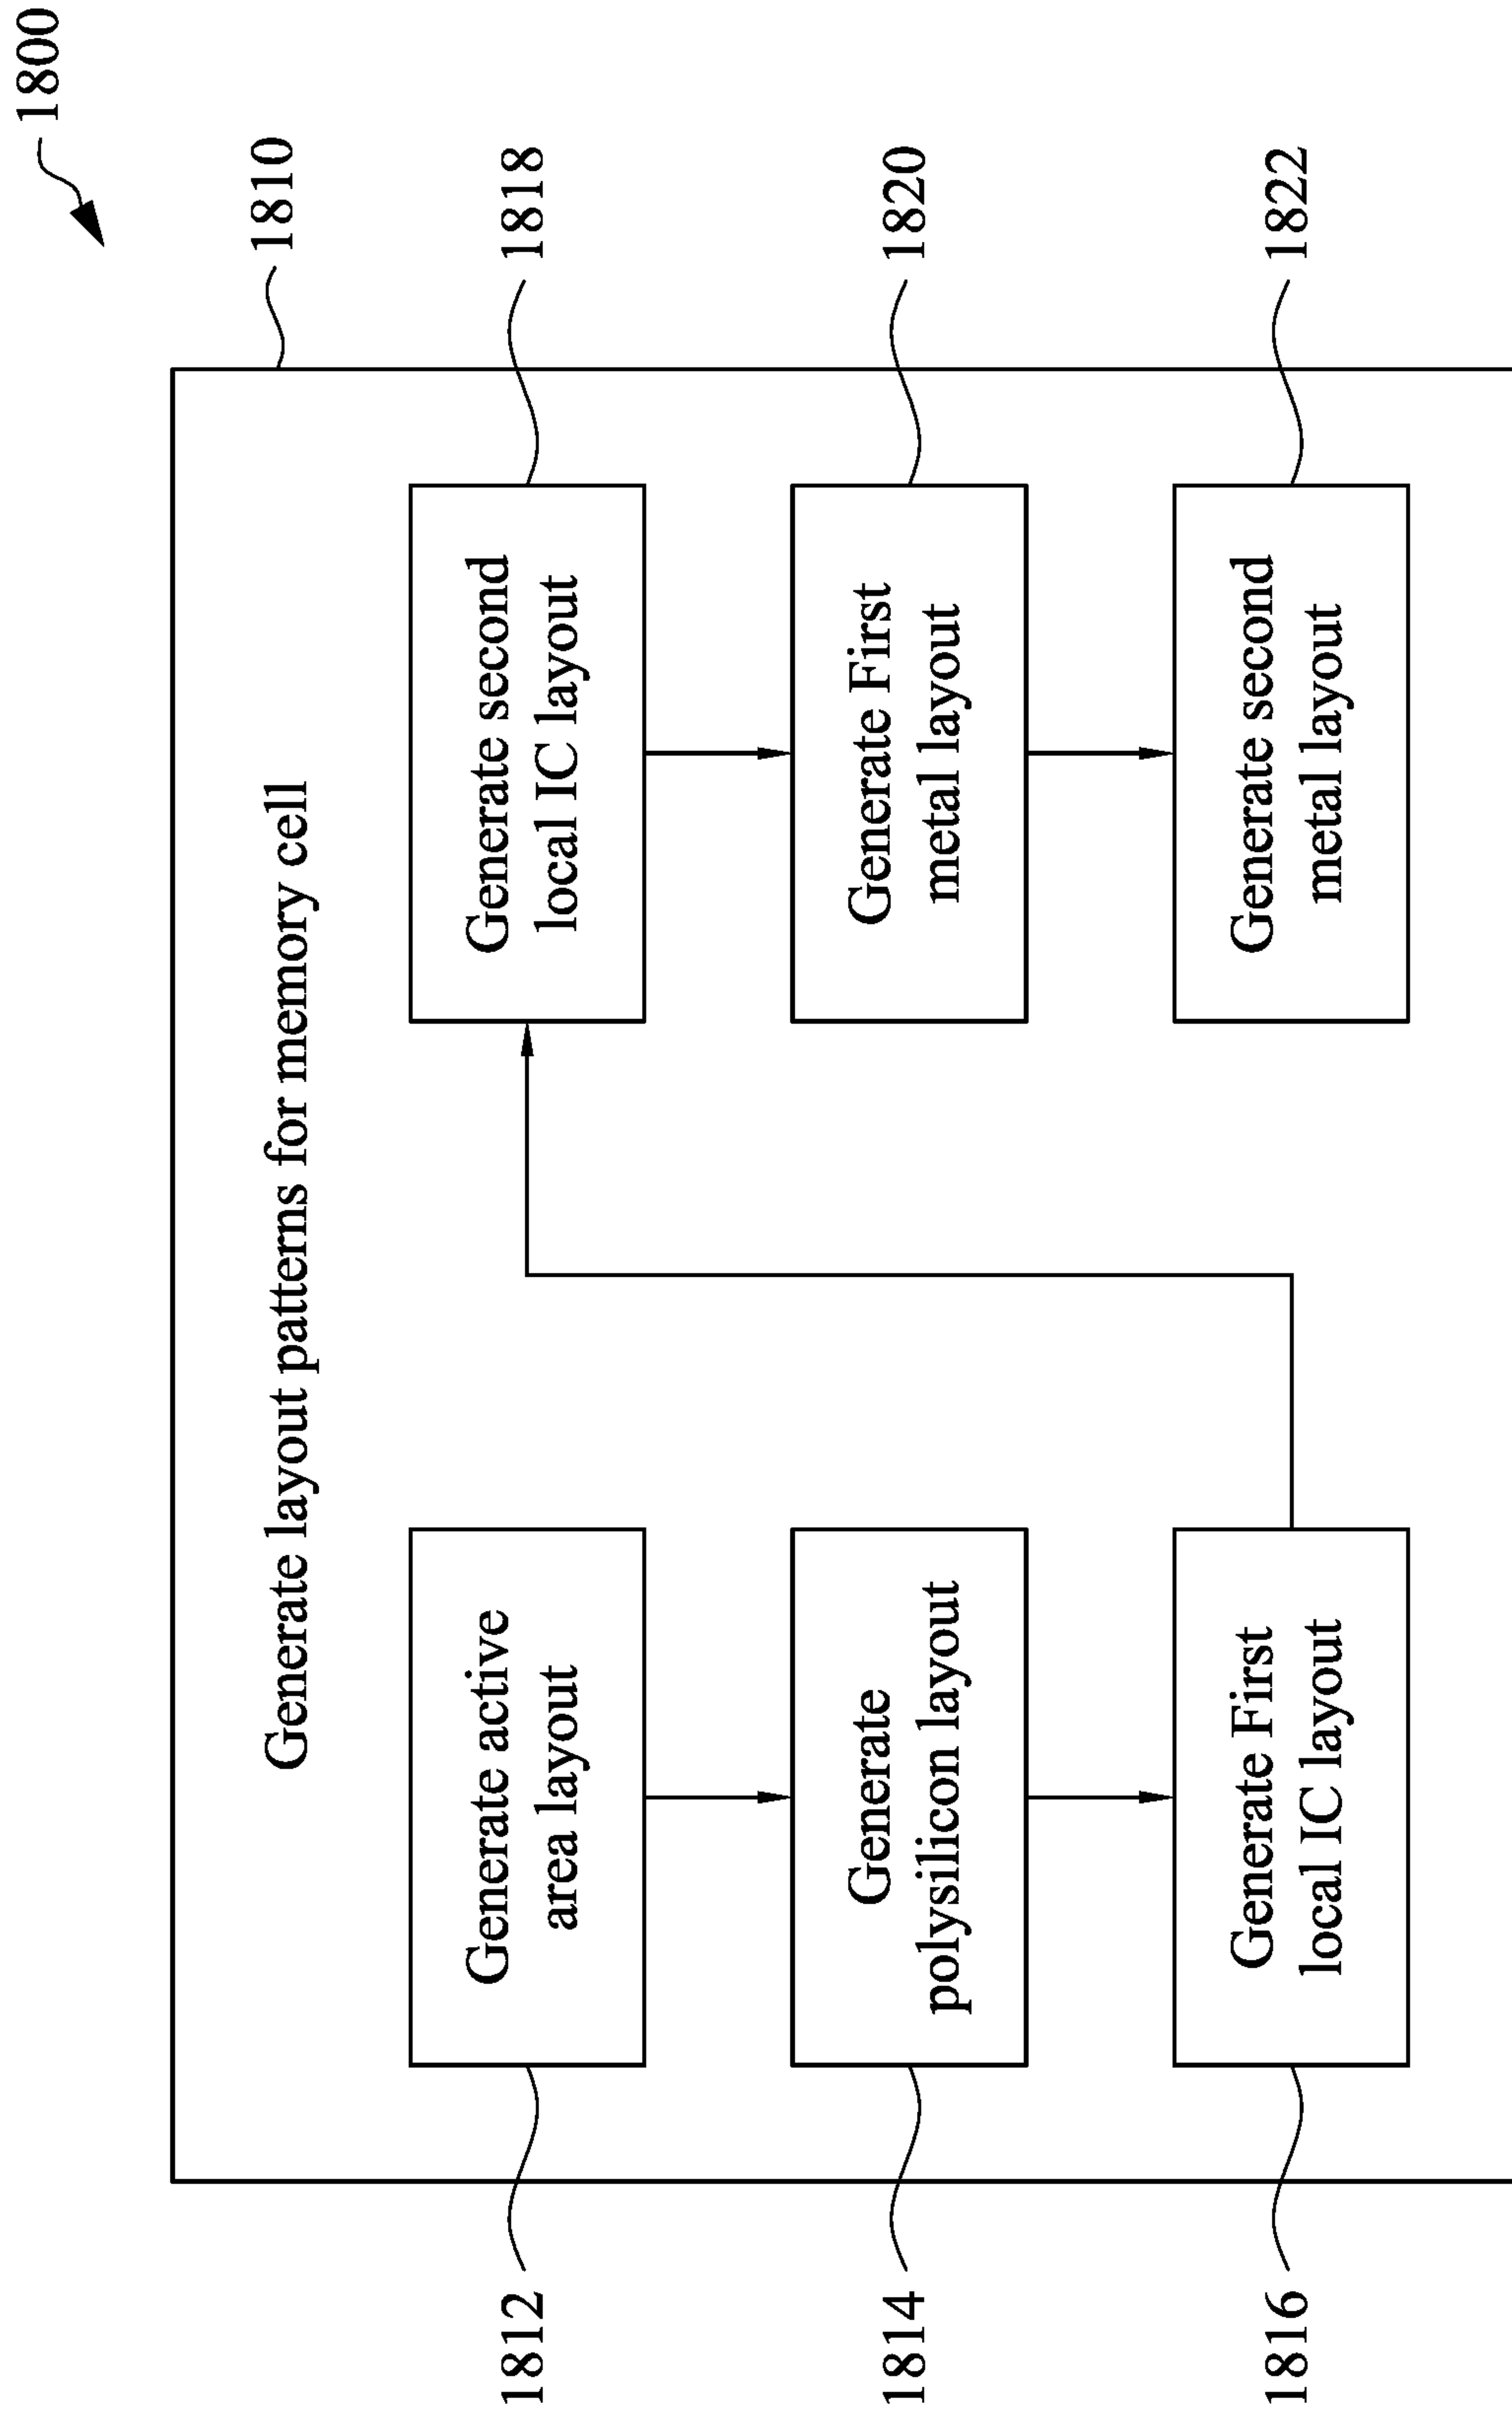 1800
1810
Generate layout patterns for memory cell
1812
Generate active
area layout
1814
Generate
polysilicon layout
1816
Generate First
local IC layout
1818
Generate second
local IC layout
1820
Generate First
metal layout
1822
Generate second
metal layout